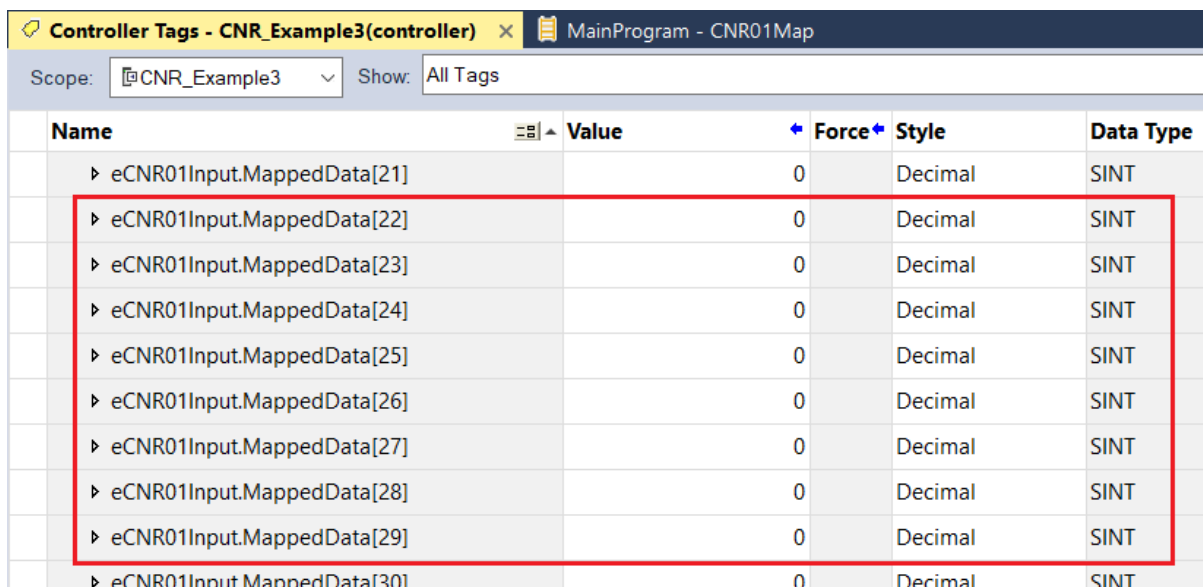 Controller Tags - CNR_Example3(controller) × MainProgram - CNR01Map
Scope: CNR_Example3 Show: All Tags
Name Value Force Style Data Type
eCNR01Input.MappedData[21] 0 Decimal SINT
eCNR01Input.MappedData[22] 0 Decimal SINT
eCNR01Input.MappedData[23] 0 Decimal SINT
eCNR01Input.MappedData[24] 0 Decimal SINT
eCNR01Input.MappedData[25] 0 Decimal SINT
eCNR01Input.MappedData[26] 0 Decimal SINT
eCNR01Input.MappedData[27] 0 Decimal SINT
eCNR01Input.MappedData[28] 0 Decimal SINT
eCNR01Input.MappedData[29] 0 Decimal SINT
eCNR01Input.MappedData[30] 0 Decimal SINT